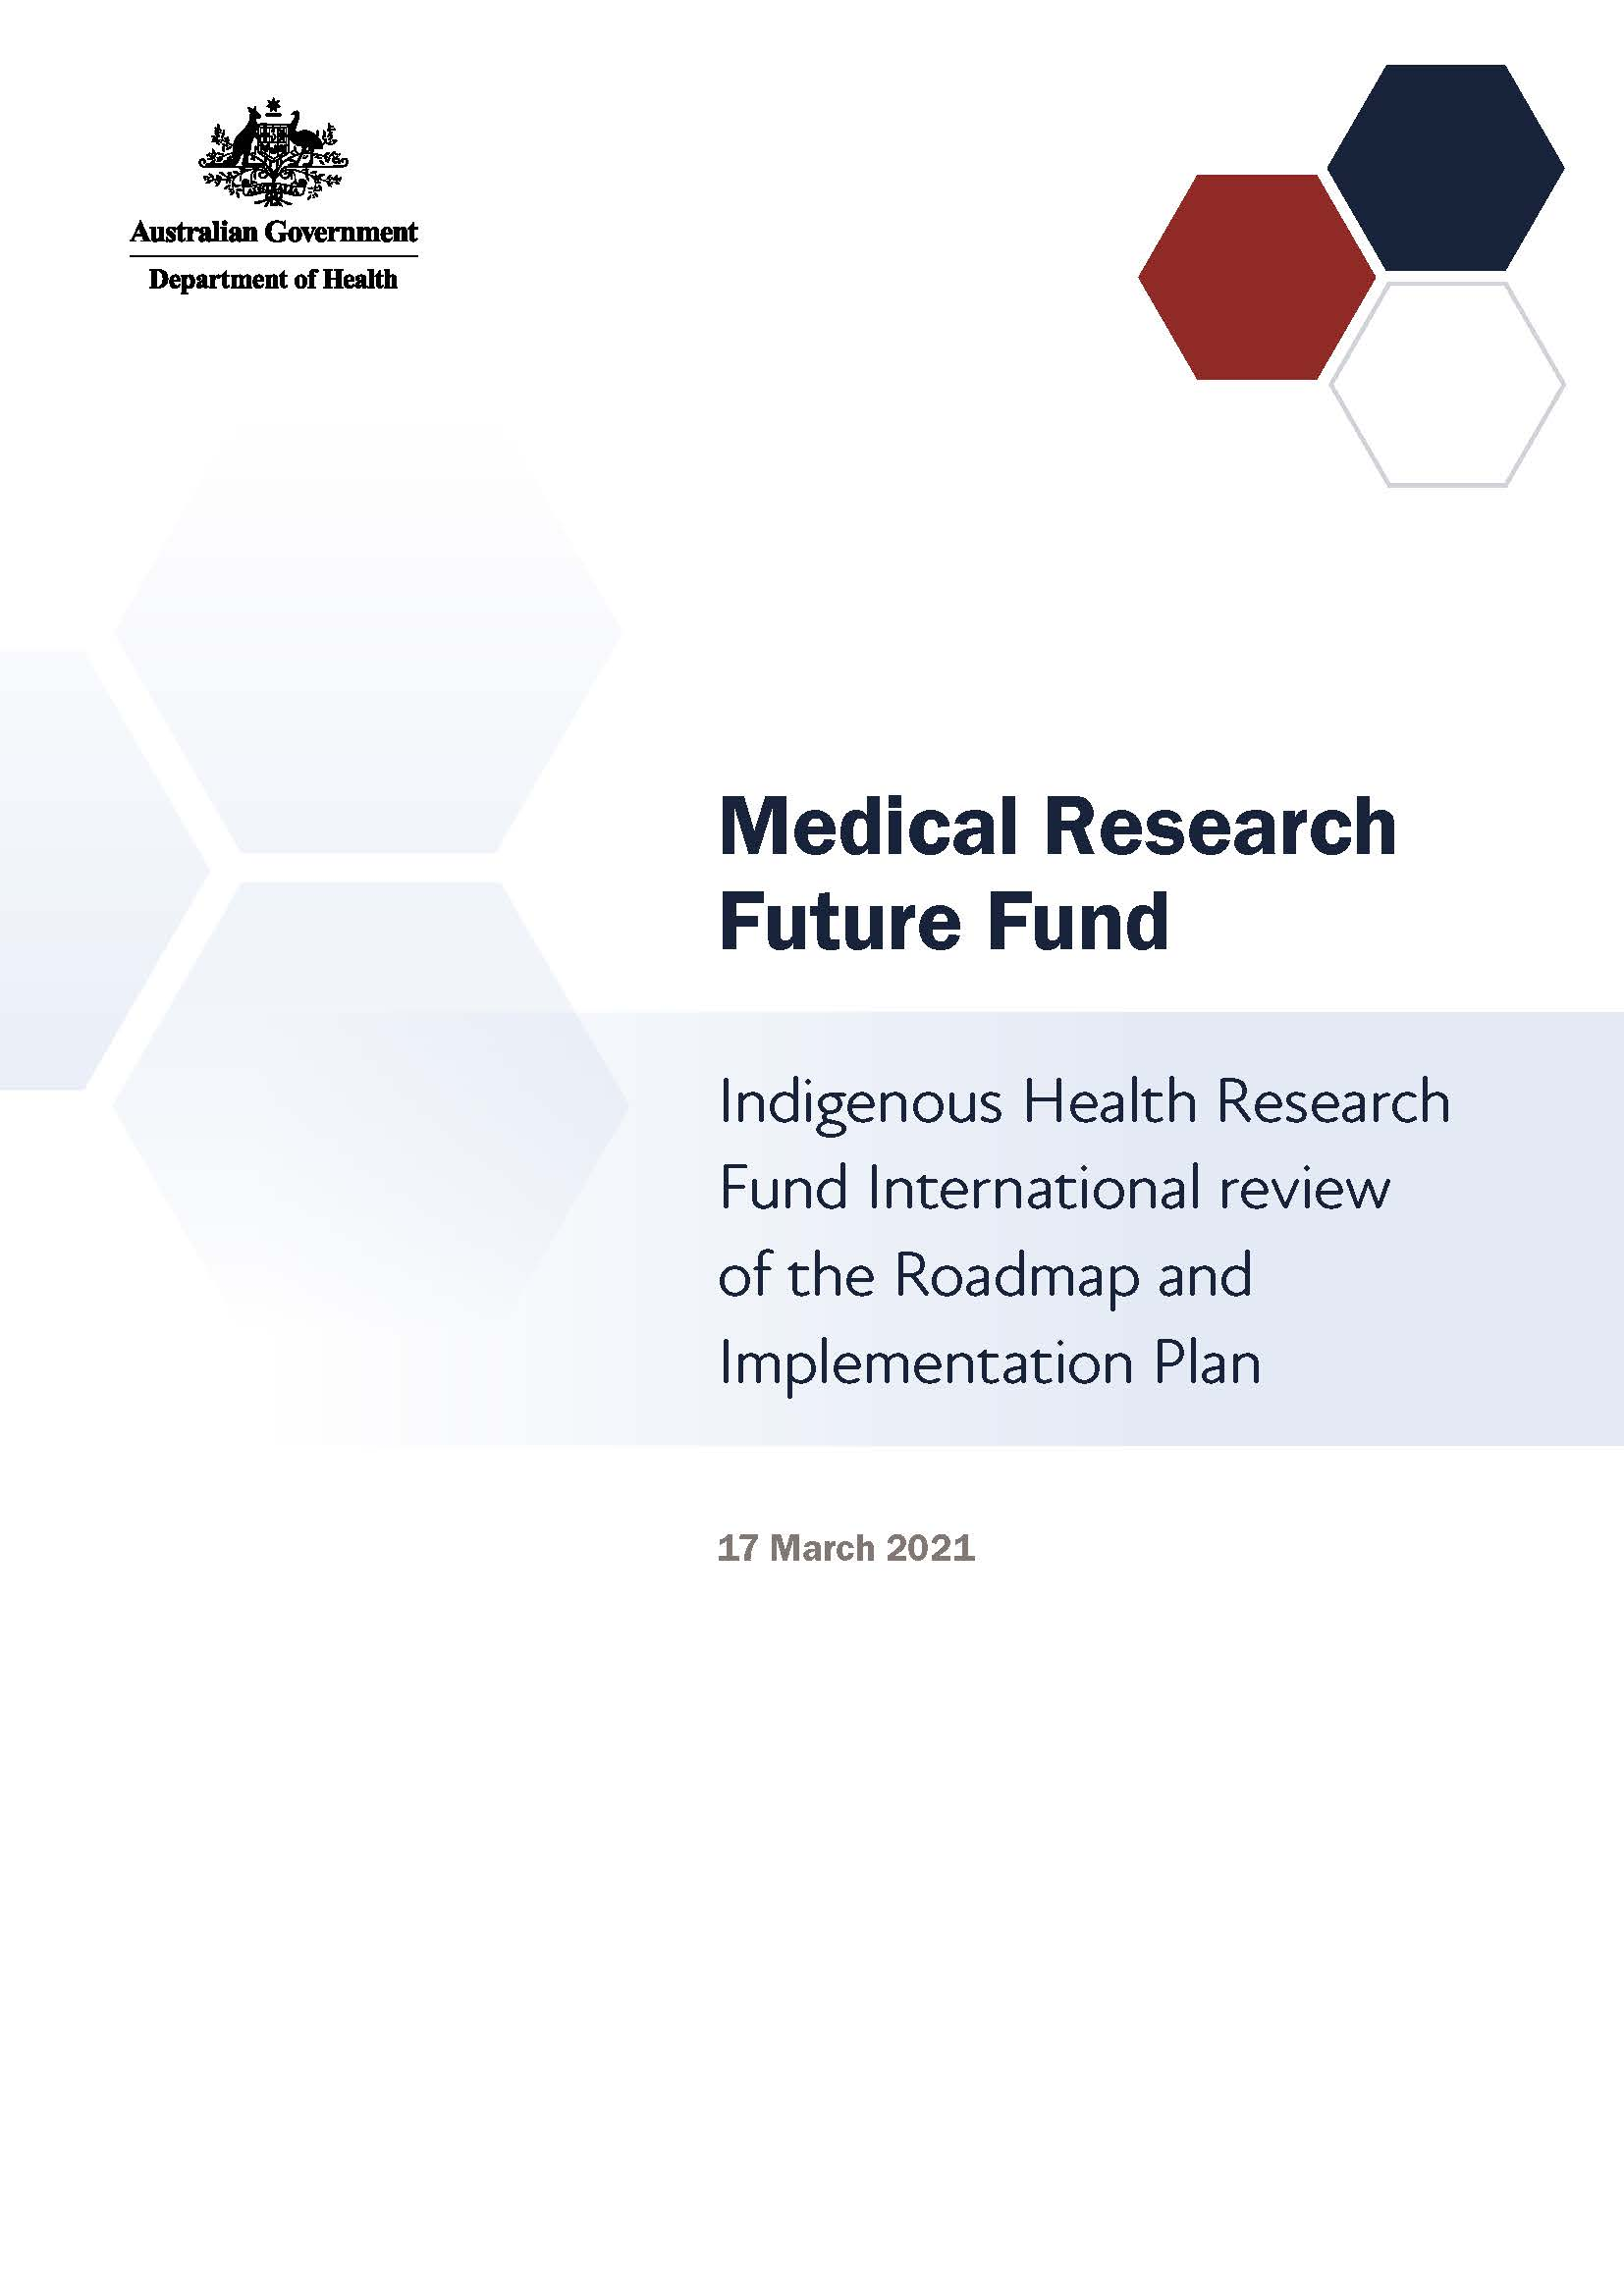 Australian Government
Department of Health
Medical Research
Future Fund
Indigenous Health Research
Fund International review
of the Roadmap and
Implementation Plan
17 March 2021